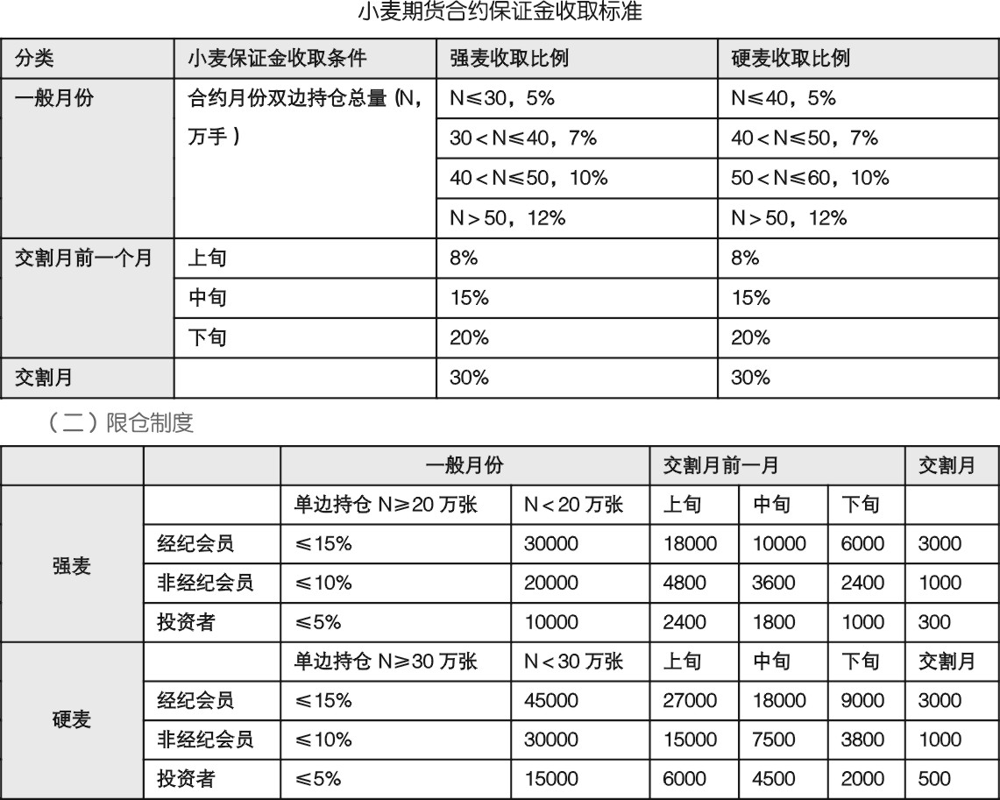 小麦期货合约保证金收取标准
分类 小麦保证金收取条件 强麦收取比例 硬麦收取比例
一般月份 合约月份双边持仓总量(N， N≤30，5% N≤40，5%
万手) 30<N≤40，7% 40<N≤50，7%
40<N≤50，10% 50<N≤60，10%
N>50，12% N>50，12%
交割月前一个月 上旬 8% 8%
中旬 15% 15%
下旬 20% 20%
交割月 30% 30%
（二）限仓制度
一般月份 交割月前一月 交割月
单边持仓 N≥20 万张 N<20 万张 上旬 中旬 下旬
强麦 经纪会员 ≤15% 30000 18000 10000 6000 3000
非经纪会员 ≤10% 20000 4800 3600 2400 1000
投资者 ≤5% 10000 2400 1800 1000 300
单边持仓 N≥30 万张 N<30 万张 上旬 中旬 下旬 交割月
硬麦 经纪会员 ≤15% 45000 27000 18000 9000 3000
非经纪会员 ≤10% 30000 15000 7500 3800 1000
投资者 ≤5% 15000 6000 4500 2000 500